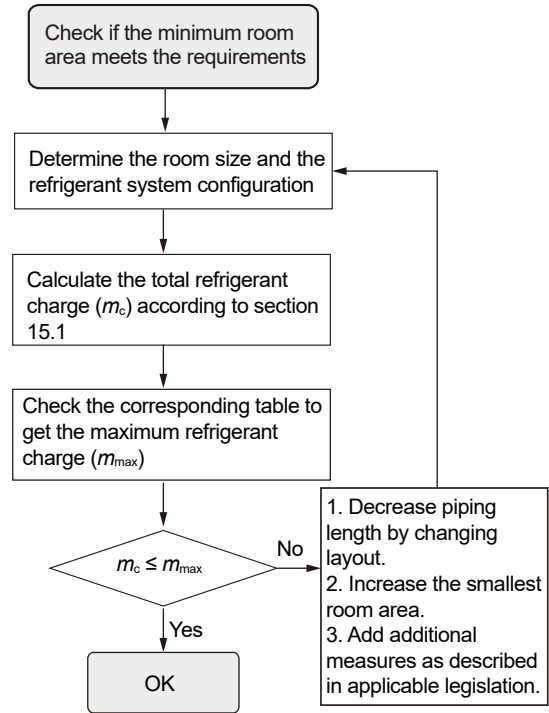 Check if the minimum room
area meets the requirements
Determine the room size and the
refrigerant system configuration
Calculate the total refrigerant
charge (mc) according to section
15.1
Check the corresponding table to
get the maximum refrigerant
charge (mmax)
mc ≤ mmax
No
Yes
OK
1. Decrease piping
length by changing
layout.
2. Increase the smallest
room area.
3. Add additional
measures as described
in applicable legislation.